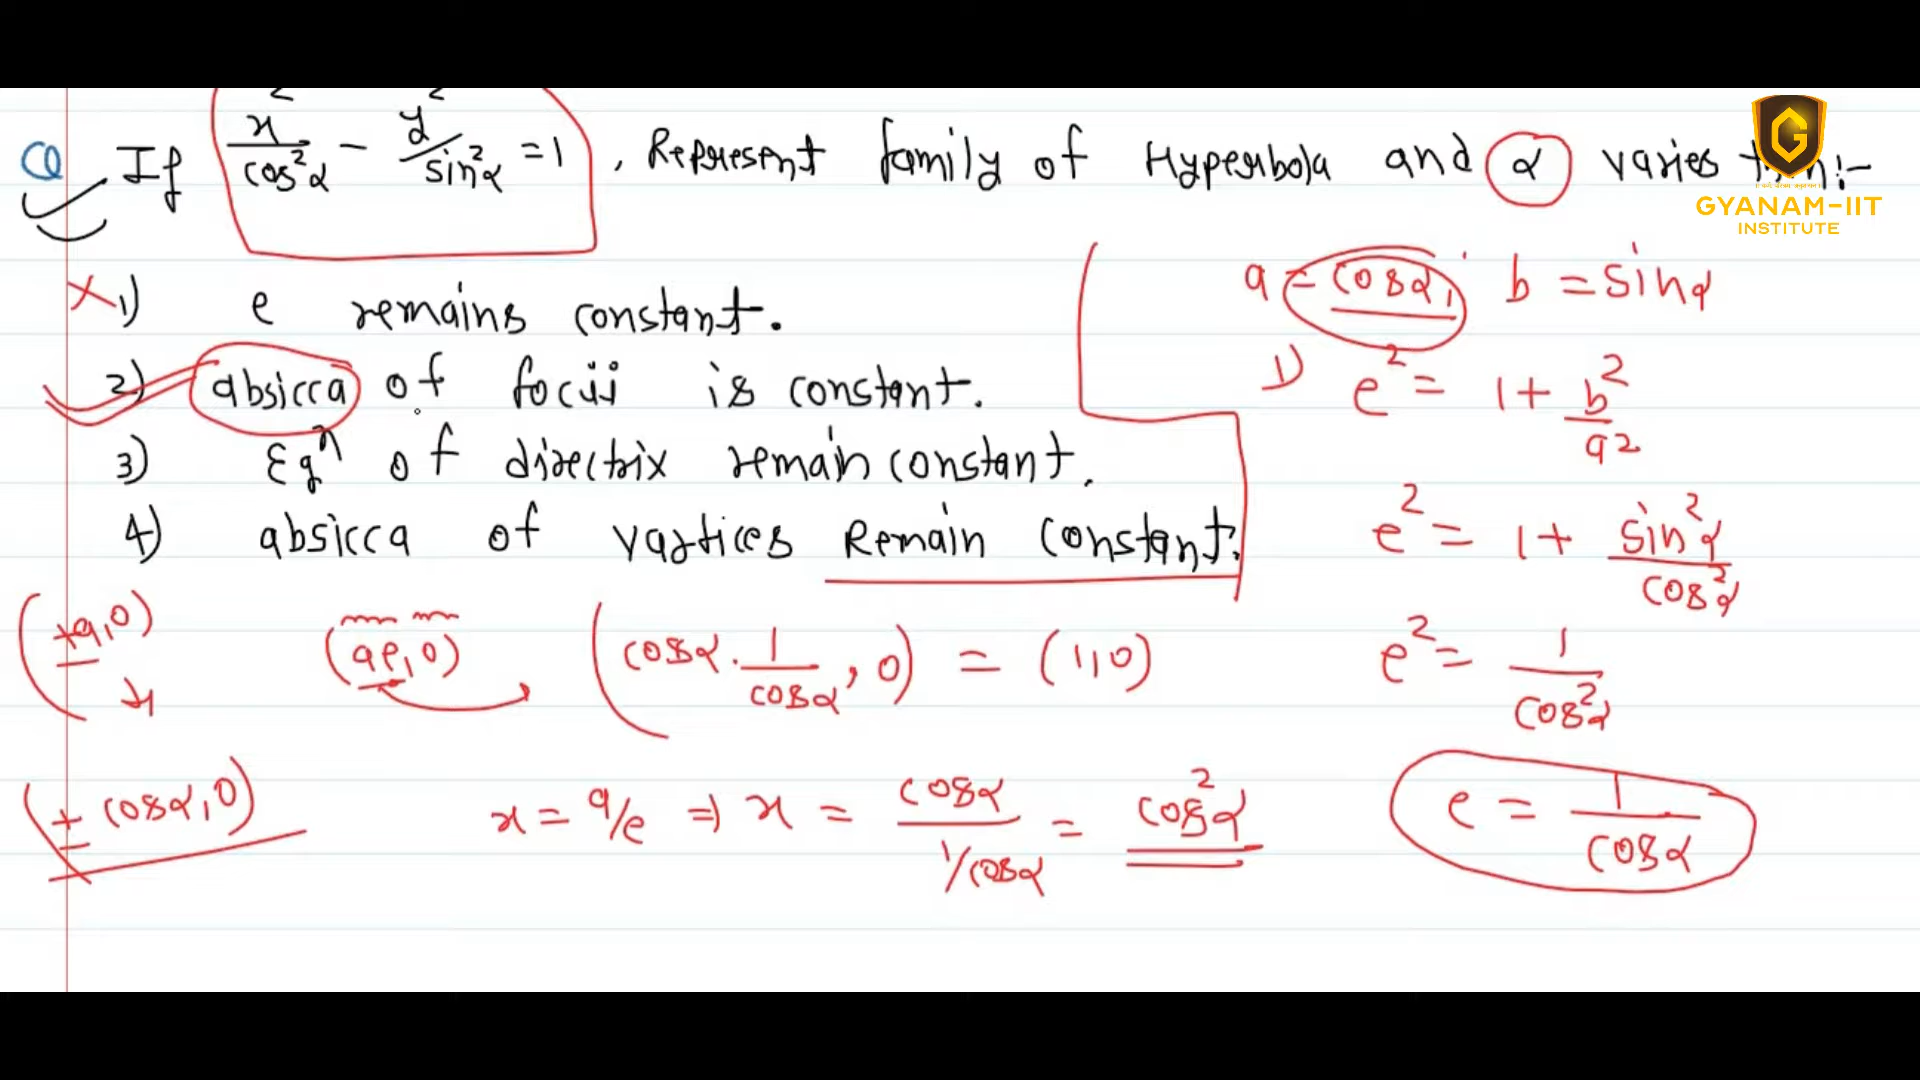 Q If x²/cos²α − y²/sin²α = 1, Represent family of Hyperbola and α varies then:-
1) e remains constant.
2) absicca of focii is constant.
3) Eqⁿ of directrix remain constant.
4) absicca of vartices Remain constant.
a = cosα, b = sinα
1) e² = 1 + b²/a²
e² = 1 + sin²α/cos²α
e² = 1/cos²α
e = 1/cosα
(±a,0)
(ae,0) (cosα · 1/cosα, 0) = (1,0)
(± cosα, 0)
x = a/e ⇒ x = cosα/1/cosα = cos²α
G
GYANAM-IIT
INSTITUTE